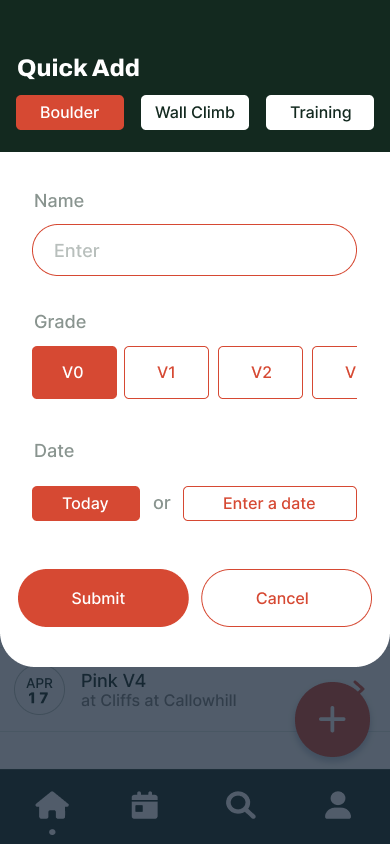 Quick Add
Boulder Wall Climb Training
Name
Enter
Grade
V0 V1 V2 V
Date
Today or Enter a date
Submit Cancel
APR
17
Pink V4
at Cliffs at Callowhill